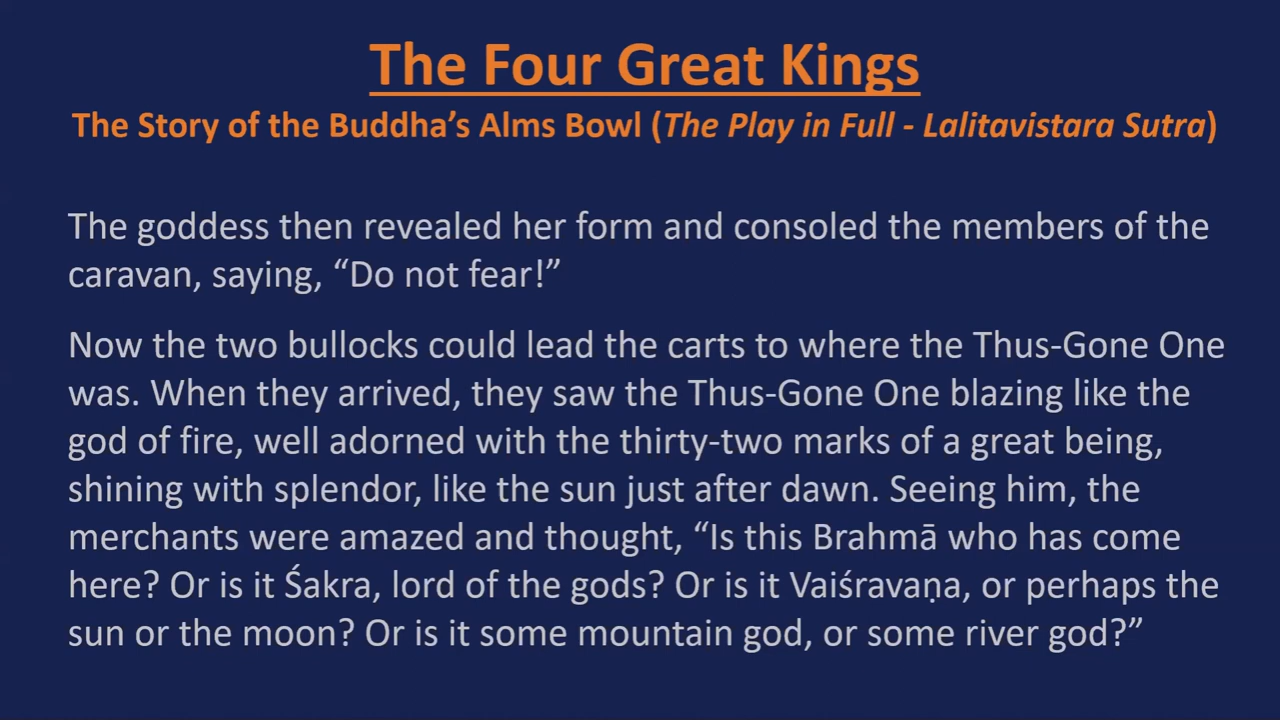 The Four Great Kings
The Story of the Buddha’s Alms Bowl (The Play in Full - Lalitavistara Sutra)
The goddess then revealed her form and consoled the members of the
caravan, saying, “Do not fear!”
Now the two bullocks could lead the carts to where the Thus-Gone One
was. When they arrived, they saw the Thus-Gone One blazing like the
god of fire, well adorned with the thirty-two marks of a great being,
shining with splendor, like the sun just after dawn. Seeing him, the
merchants were amazed and thought, “Is this Brahmā who has come
here? Or is it Śakra, lord of the gods? Or is it Vaiśravaṇa, or perhaps the
sun or the moon? Or is it some mountain god, or some river god?”